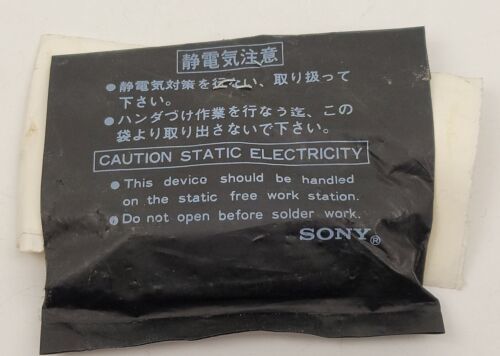 静電気注意
●静電気対策を行ない、取り扱って
下さい。
●ハンダづけ作業を行なう迄、この
袋より取り出さないで下さい。
CAUTION STATIC ELECTRICITY
●This device should be handled
on the static free work station.
●Do not open before solder work.
SONY®